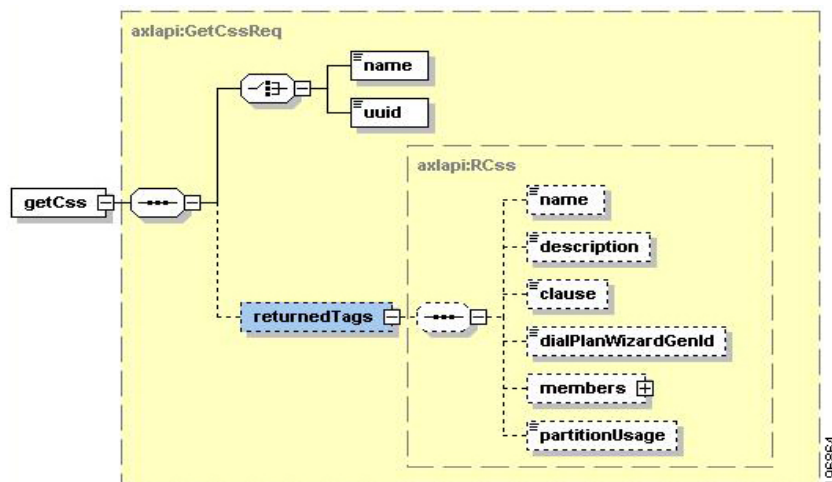 axlapi:GetCssReq
name
uuid
axlapi:RCss
getCss
name
description
clause
returnedTags
dialPlanWizardGenId
members
partitionUsage